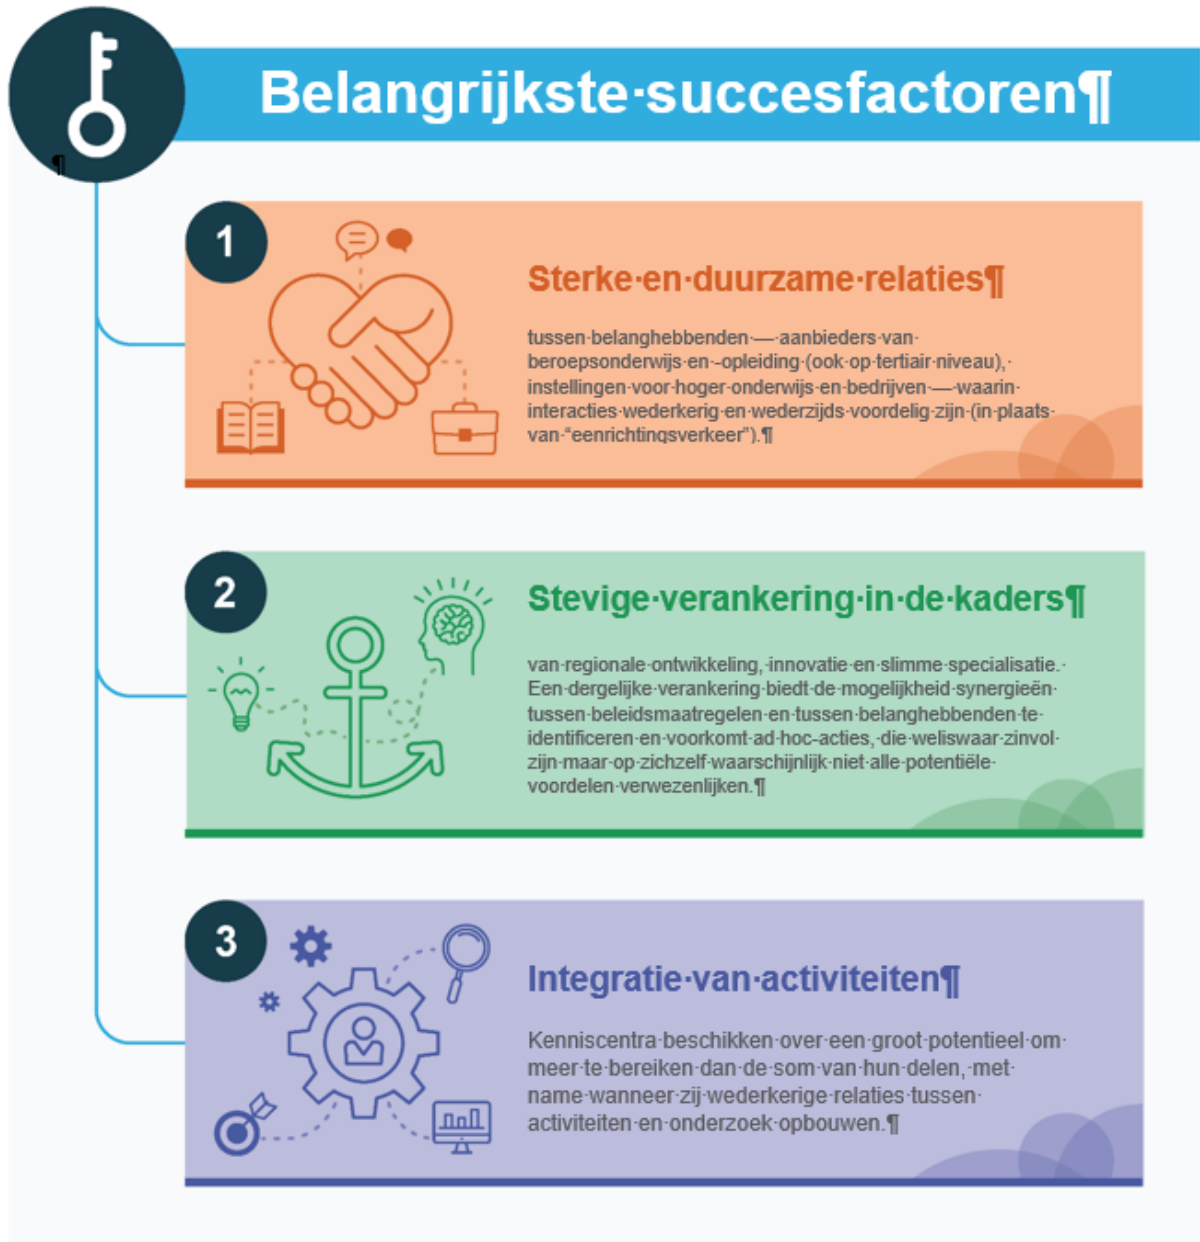 Belangrijkste·succesfactoren¶
¶
1
Sterke·en·duurzame·relaties¶
tussen·belanghebbenden·—·aanbieders·van·
beroepsonderwijs·en·-opleiding·(ook·op·tertiair·niveau),·
instellingen·voor·hoger·onderwijs·en·bedrijven·—·waarin·
interacties·wederkerig·en·wederzijds·voordelig·zijn·(in·plaats·
van·“eenrichtingsverkeer”).¶
2
Stevige·verankering·in·de·kaders¶
van·regionale·ontwikkeling,·innovatie·en·slimme·specialisatie.·
Een·dergelijke·verankering·biedt·de·mogelijkheid·synergieën·
tussen·beleidsmaatregelen·en·tussen·belanghebbenden·te·
identificeren·en·voorkomt·ad·hoc-acties,·die·weliswaar·zinvol·
zijn·maar·op·zichzelf·waarschijnlijk·niet·alle·potentiële·
voordelen·verwezenlijken.¶
3
Integratie·van·activiteiten¶
Kenniscentra·beschikken·over·een·groot·potentieel·om·
meer·te·bereiken·dan·de·som·van·hun·delen,·met·
name·wanneer·zij·wederkerige·relaties·tussen·
activiteiten·en·onderzoek·opbouwen.¶